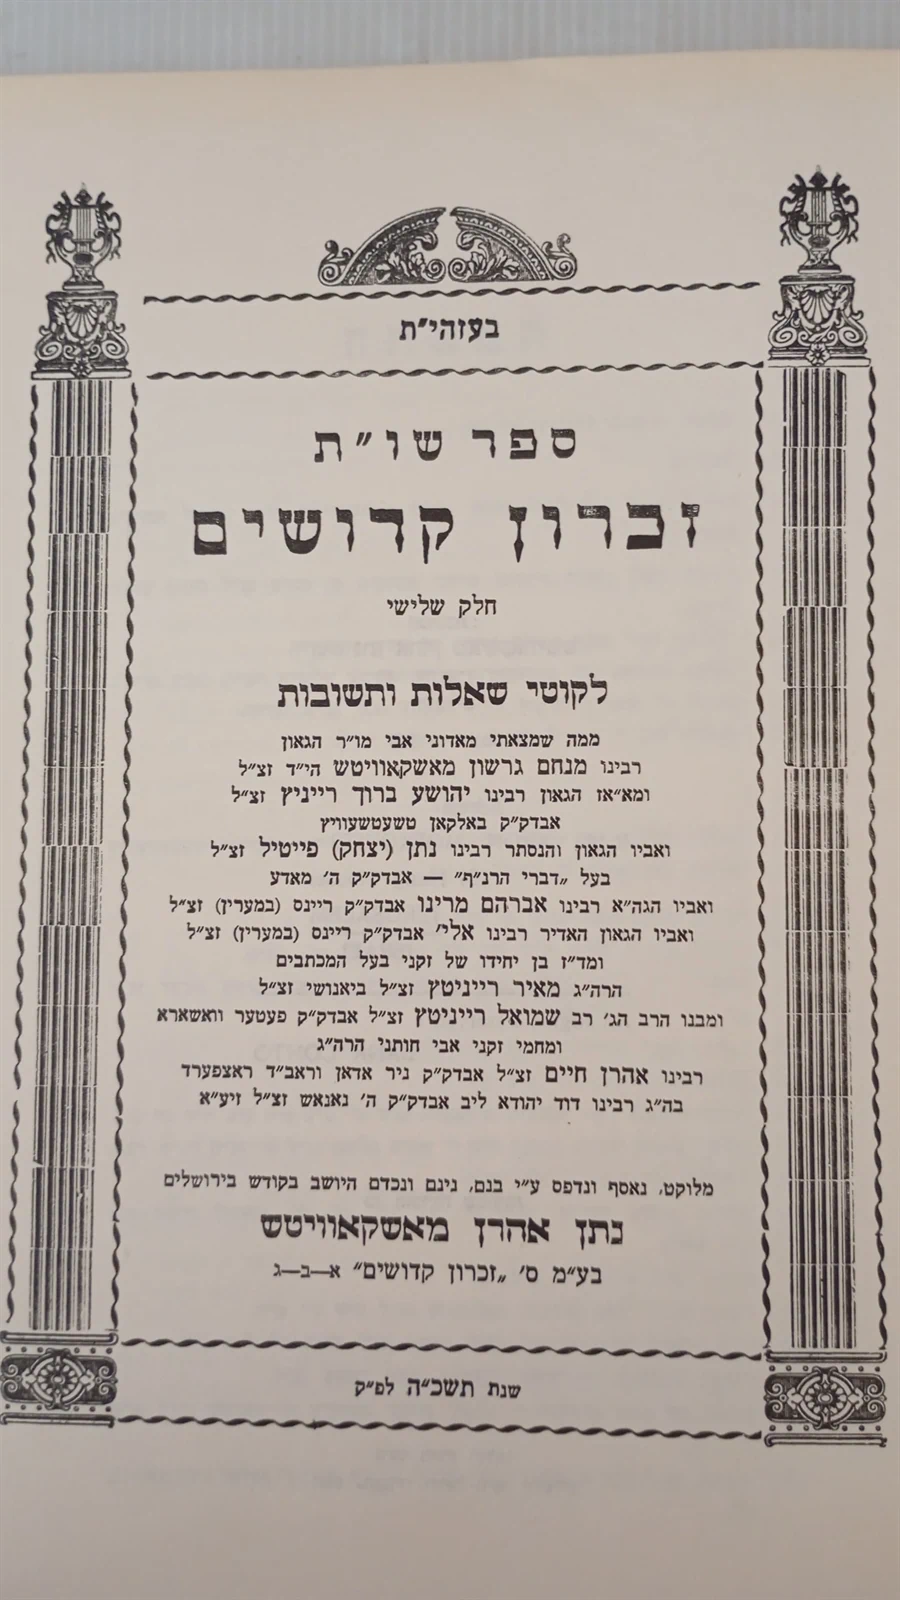 בעזהי״ת
ספר שו״ת
זכרון קדושים
חלק שלישי
לקוטי שאלות ותשובות
ממה שמצאתי מאדוני אבי מו״ר הגאון
רבינו מנחם גרשון מאשקאוויטש הי״ד זצ״ל
ומא״אז הגאון רבינו יהושע ברוך רייניץ זצ״ל
אבדק״ק באלקאן טשעטשעוויץ
ואביו הגאון והנסתר רבינו נתן (יצחק) פייטיל זצ״ל
בעל „דברי הרנ״ף״ — אבדק״ק ה׳ מאדע
ואביו הגה״א רבינו אברהם מרינו אבדק״ק ריינס (במערין) זצ״ל
ואביו הגאון האדיר רבינו אלי׳ אבדק״ק ריינס (במערין) זצ״ל
ומד״ז בן יחידו של זקני בעל המכתבים
הרה״ג מאיר רייניטץ זצ״ל ביאנושי זצ״ל
ומבנו הרב הג׳ רב שמואל רייניטץ זצ״ל אבדק״ק פעטער וואשארא
ומחמי זקני אבי חותני הרה״ג
רבינו אהרן חיים זצ״ל אבדק״ק ניר אדאן וראב״ד ראצפערד
בה״ג רבינו דוד יהודא ליב אבדק״ק ה׳ נאנאש זצ״ל זיע״א
מלוקט, נאסף ונדפס ע״י בנם, נינם ונכדם היושב בקודש בירושלים
נתן אהרן מאשקאוויטש
בע״מ ס׳ „זכרון קדושים״ א—ב—ג
שנת תשכ״ה לפ״ק